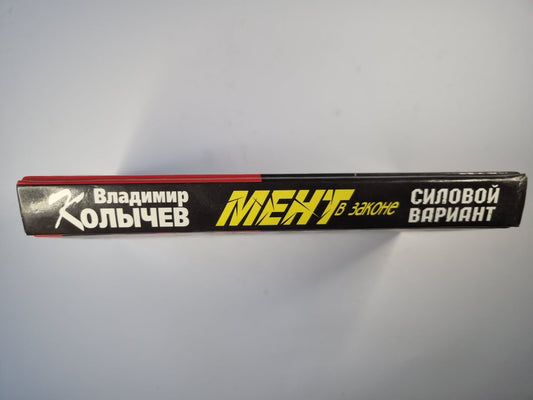 Владимир
КОЛЫЧЕВ
МЕНТ в законе
СИЛОВОЙ
ВАРИАНТ